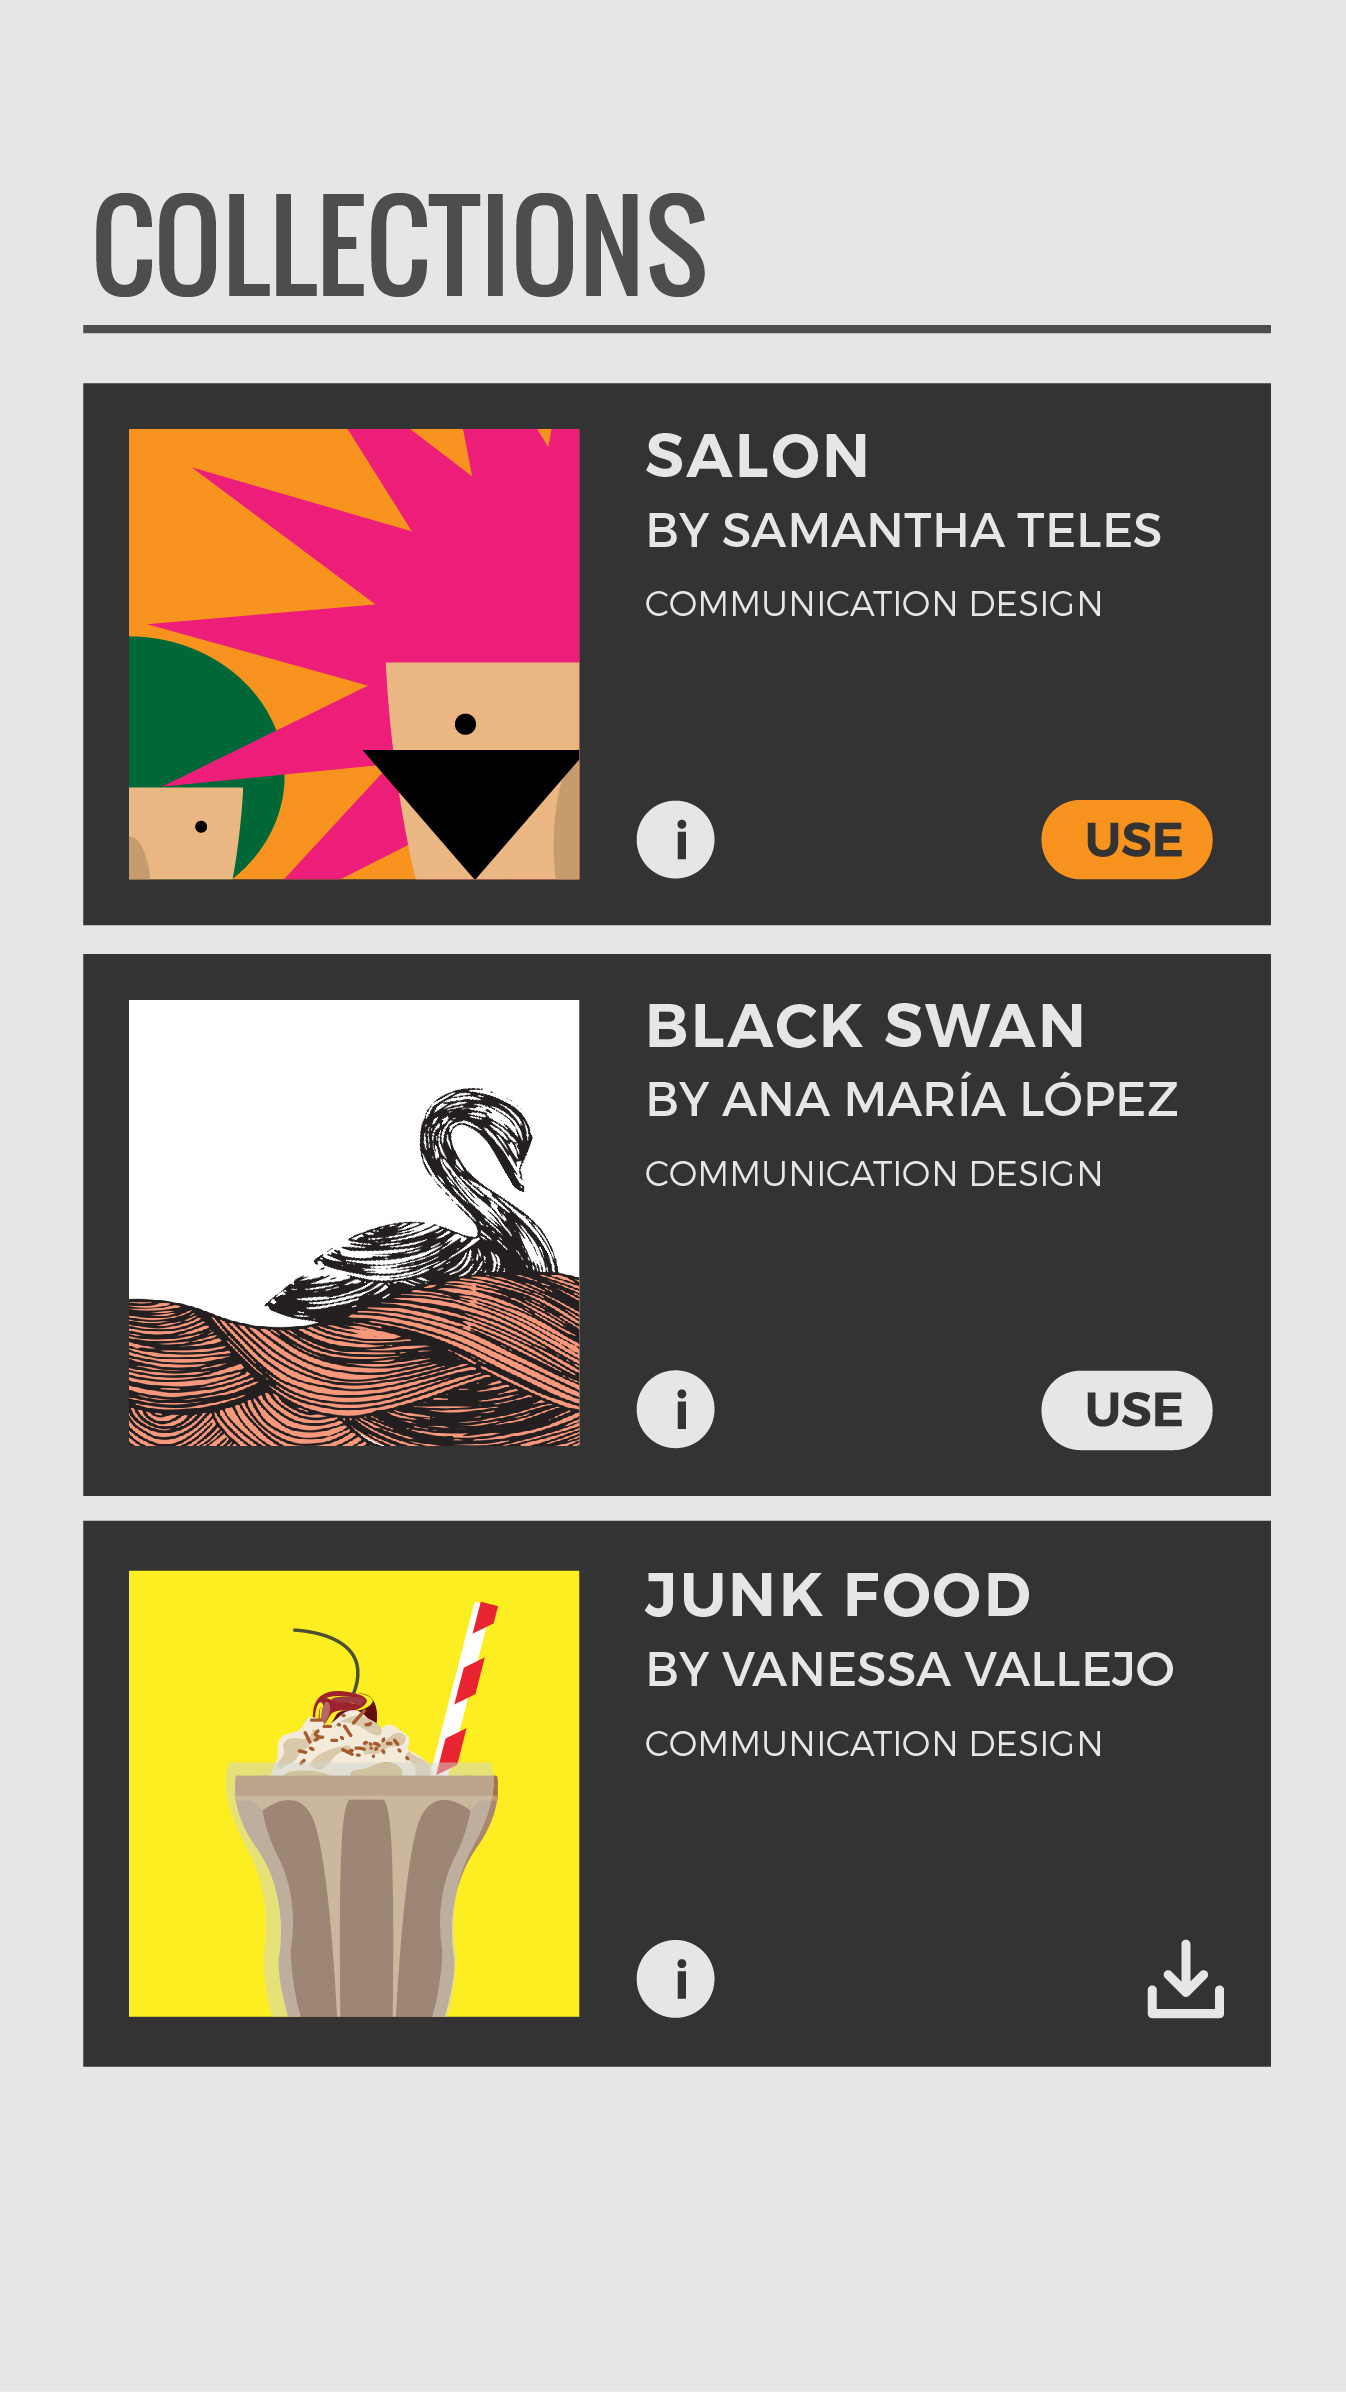 COLLECTIONS
SALON
BY SAMANTHA TELES
COMMUNICATION DESIGN
i
USE
BLACK SWAN
BY ANA MARÍA LÓPEZ
COMMUNICATION DESIGN
i
USE
JUNK FOOD
BY VANESSA VALLEJO
COMMUNICATION DESIGN
i